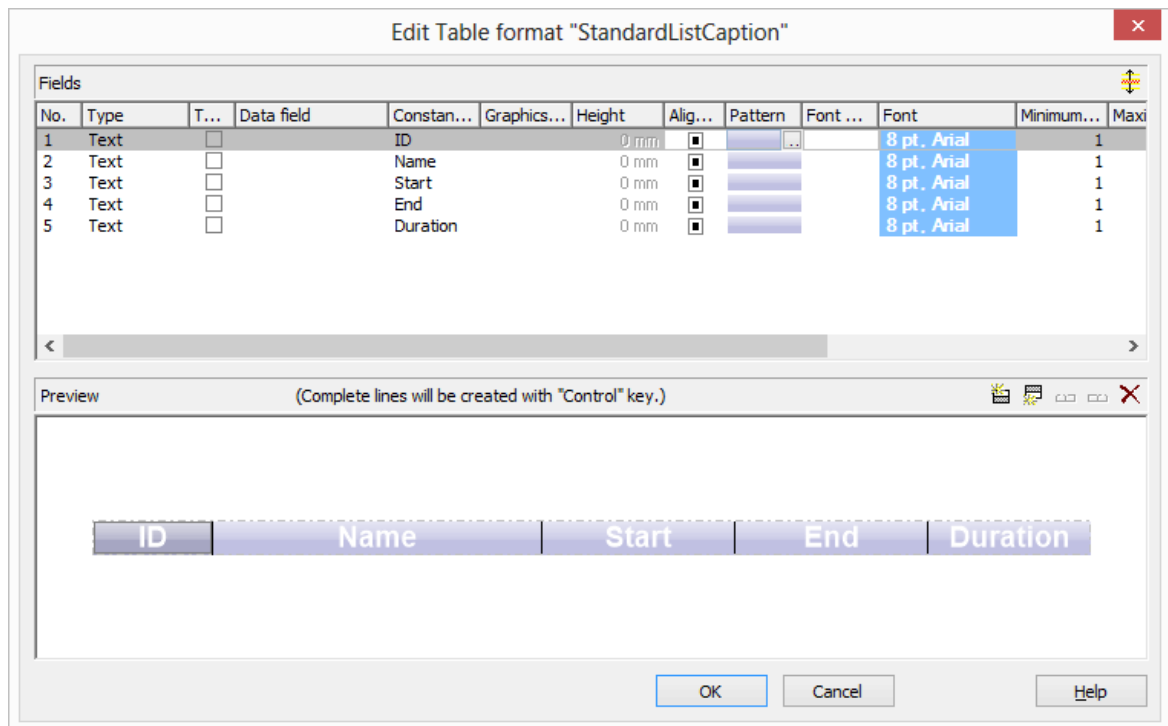 Edit Table format "StandardListCaption"
Fields
No. Type T... Data field Constan... Graphics... Height Alig... Pattern Font ... Font Minimum... Maxi
1 Text ID 0 mm .. 8 pt. Arial 1
2 Text Name 0 mm 8 pt. Arial 1
3 Text Start 0 mm 8 pt. Arial 1
4 Text End 0 mm 8 pt. Arial 1
5 Text Duration 0 mm 8 pt. Arial 1
Preview (Complete lines will be created with "Control" key.)
ID Name Start End Duration
OK Cancel Help